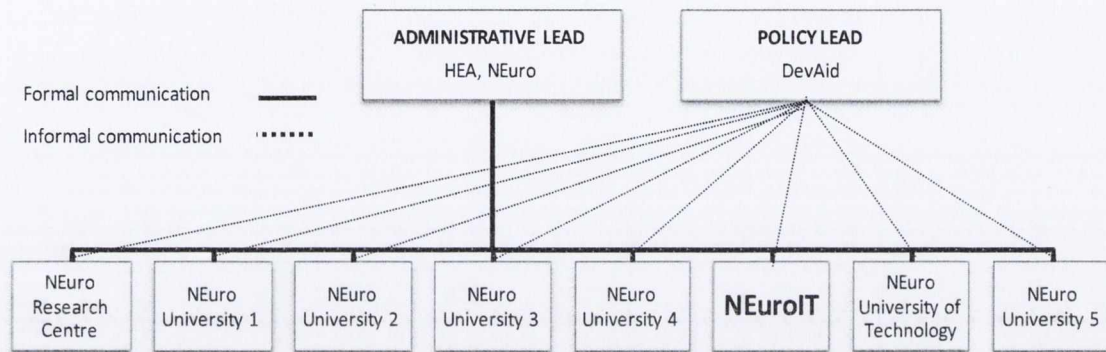 ADMINISTRATIVE LEAD
HEA, NEuro
POLICY LEAD
DevAid
Formal communication
Informal communication
NEuro
Research
Centre
NEuro
University 1
NEuro
University 2
NEuro
University 3
NEuro
University 4
NEuroIT
NEuro
University of
Technology
NEuro
University 5